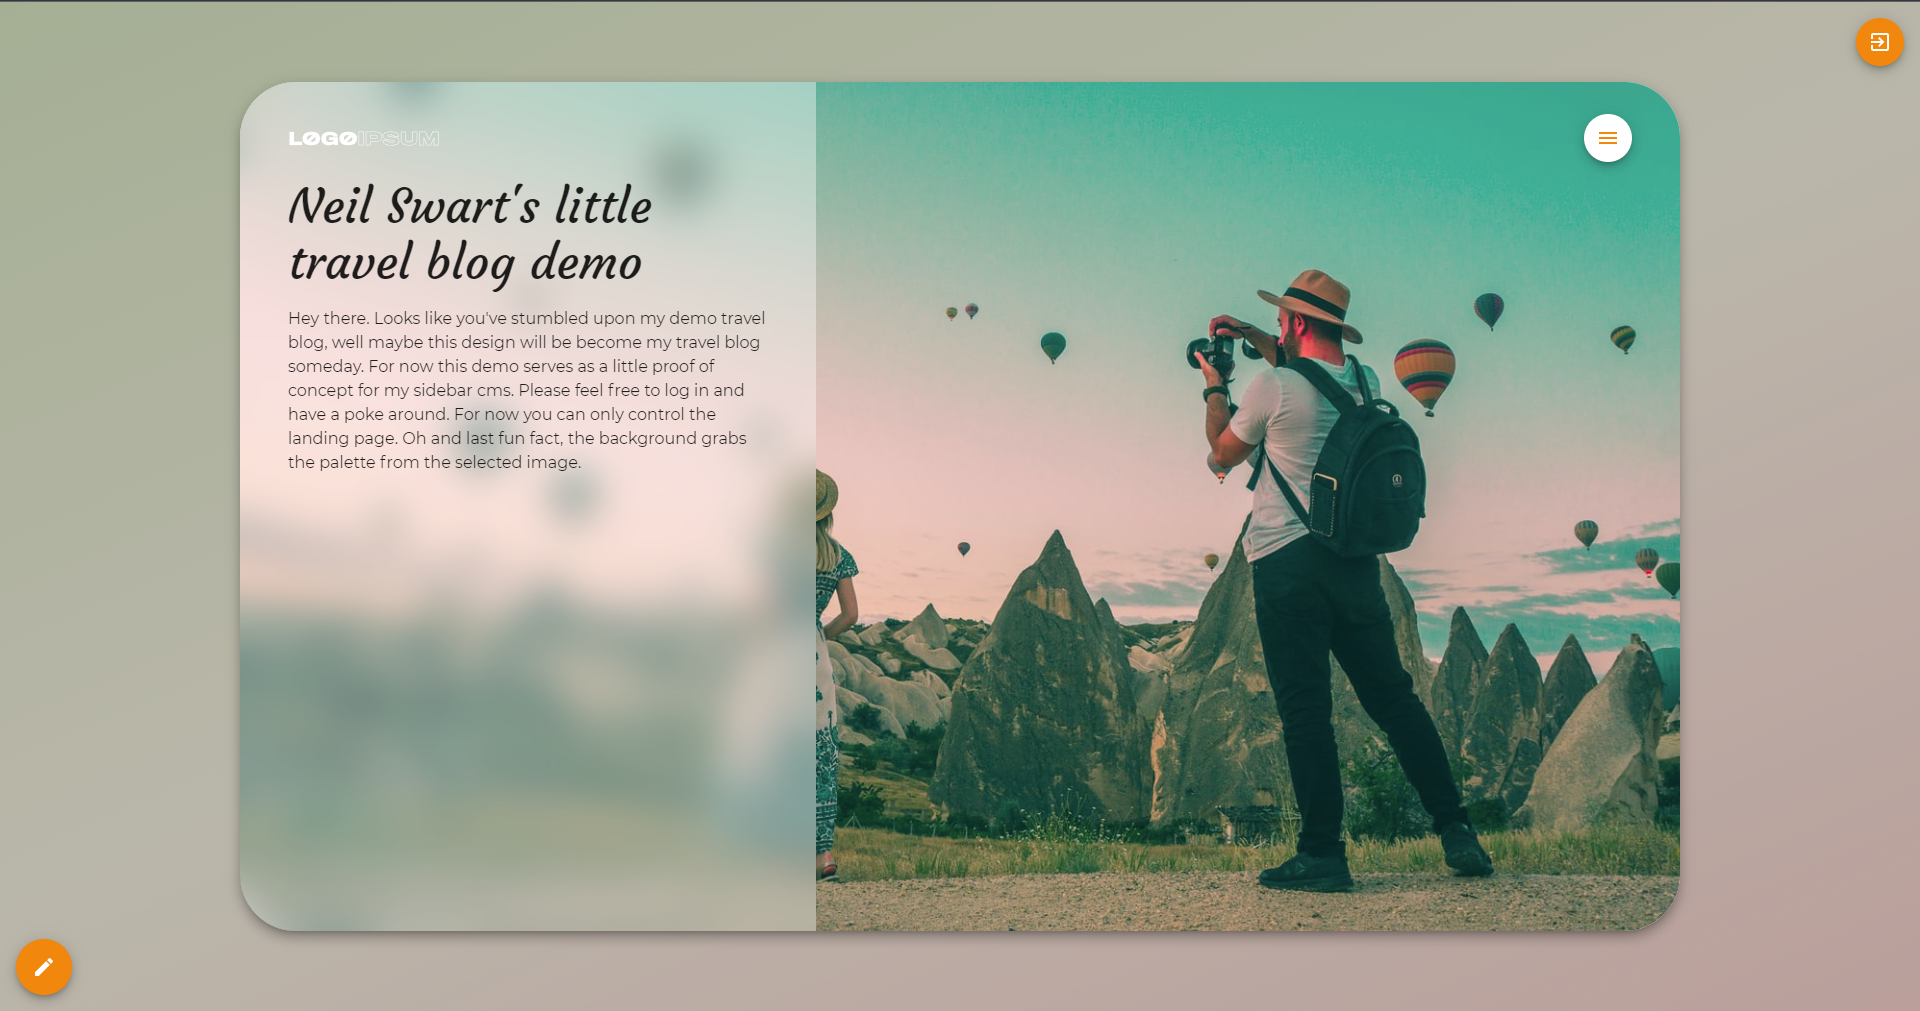 LOGOIPSUM
Neil Swart's little
travel blog demo
Hey there. Looks like you've stumbled upon my demo travel
blog, well maybe this design will be become my travel blog
someday. For now this demo serves as a little proof of
concept for my sidebar cms. Please feel free to log in and
have a poke around. For now you can only control the
landing page. Oh and last fun fact, the background grabs
the palette from the selected image.